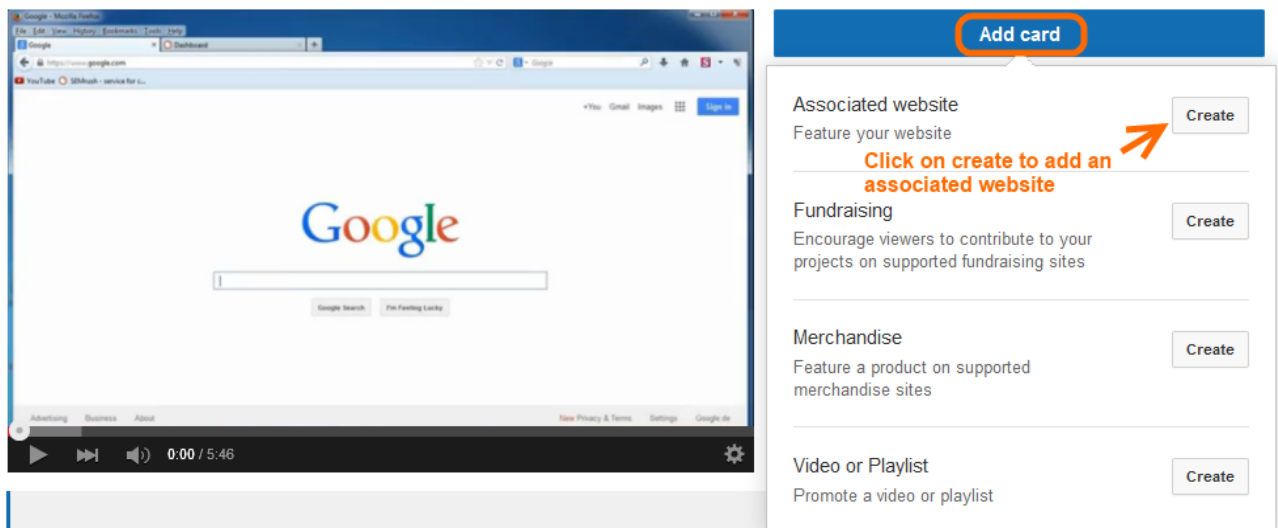 Google - Mozilla Firefox
File Edit View History Bookmarks Tools Help
Google
Dashboard
https://www.google.com
Google
YouTube
SEMrush - service for c...
+You Gmail Images
Sign in
Google
Google Search
I'm Feeling Lucky
Advertising Business About
New Privacy & Terms Settings Google.de
0:00 / 5:46
Add card
Associated website
Create
Feature your website
Click on create to add an
associated website
Fundraising
Create
Encourage viewers to contribute to your
projects on supported fundraising sites
Merchandise
Create
Feature a product on supported
merchandise sites
Video or Playlist
Create
Promote a video or playlist